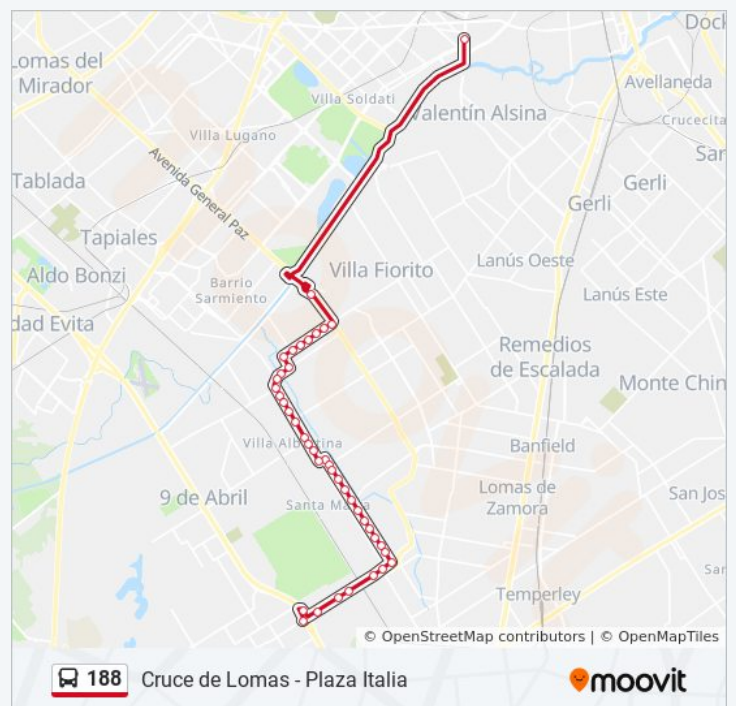 Dock
Lomas del
Mirador
Avellaneda
Villa Soldati
Valentín Alsina
Crucecita
Villa Lugano
Sar
Avenida General Paz
Tablada
Gerli
Gerli
Tapiales
Lanús Oeste
Villa Fiorito
Aldo Bonzi
Barrio
Sarmiento
Lanús Este
dad Evita
Remedios
de Escalada
Monte Chin
Villa Albertina
Banfield
9 de Abril
Lomas de
Zamora
San Jos
Santa María
Sar
Temperley
© OpenStreetMap contributors | © OpenMapTiles
188 Cruce de Lomas - Plaza Italia
moovit